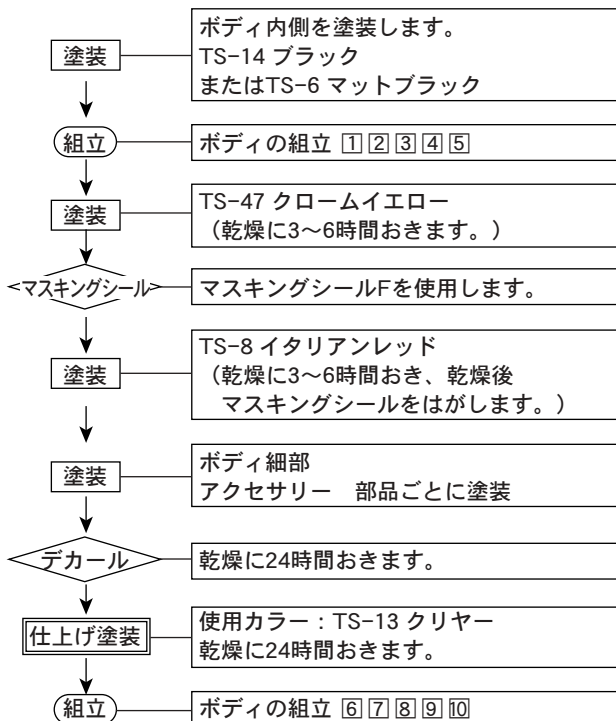 塗装
ボディ内側を塗装します。
TS-14 ブラック
またはTS-6 マットブラック
組立
ボディの組立 1 2 3 4 5
塗装
TS-47 クロームイエロー
（乾燥に3〜6時間おきます。）
マスキングシール
マスキングシールFを使用します。
塗装
TS-8 イタリアンレッド
（乾燥に3〜6時間おき、乾燥後
マスキングシールをはがします。）
塗装
ボディ細部
アクセサリー　部品ごとに塗装
デカール
乾燥に24時間おきます。
仕上げ塗装
使用カラー：TS-13 クリヤー
乾燥に24時間おきます。
組立
ボディの組立 6 7 8 9 10